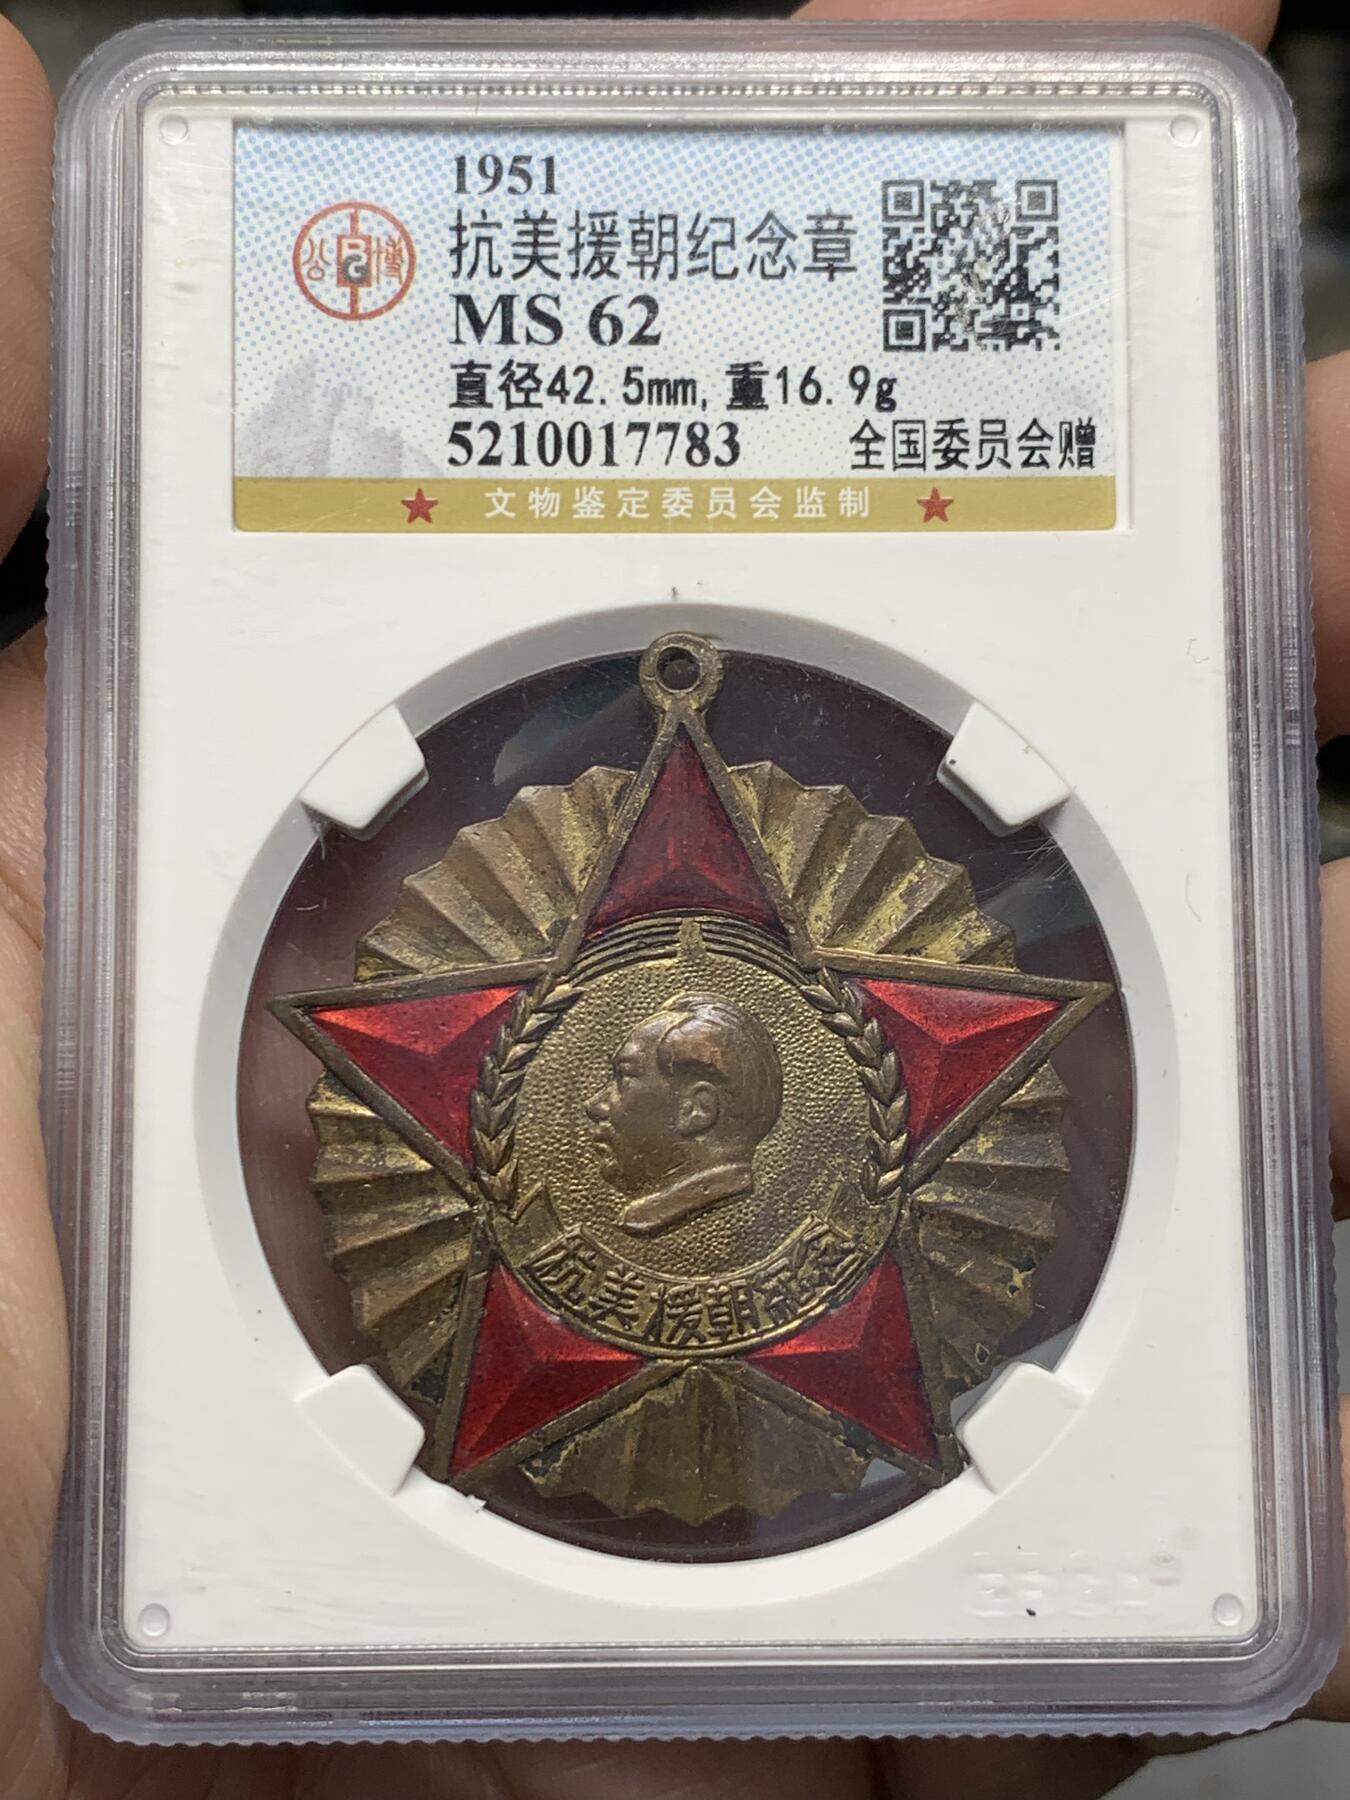 1951
公 博
抗美援朝纪念章
MS 62
直径42.5mm,重16.9g
5210017783 全国委员会赠
★ 文物鉴定委员会监制 ★
抗美援朝纪念